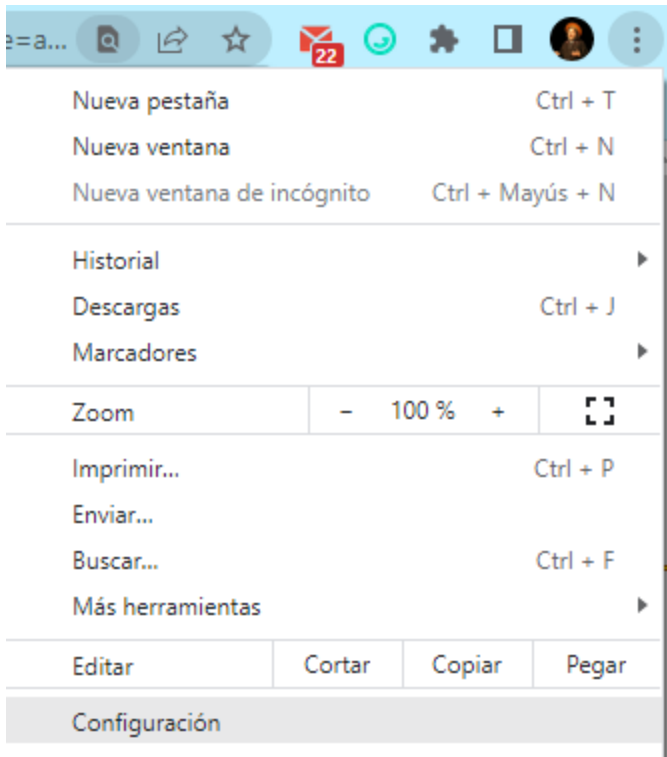 e=a...
22
Nueva pestaña Ctrl + T
Nueva ventana Ctrl + N
Nueva ventana de incógnito Ctrl + Mayús + N
Historial
Descargas Ctrl + J
Marcadores
Zoom - 100 % +
Imprimir... Ctrl + P
Enviar...
Buscar... Ctrl + F
Más herramientas
Editar Cortar Copiar Pegar
Configuración